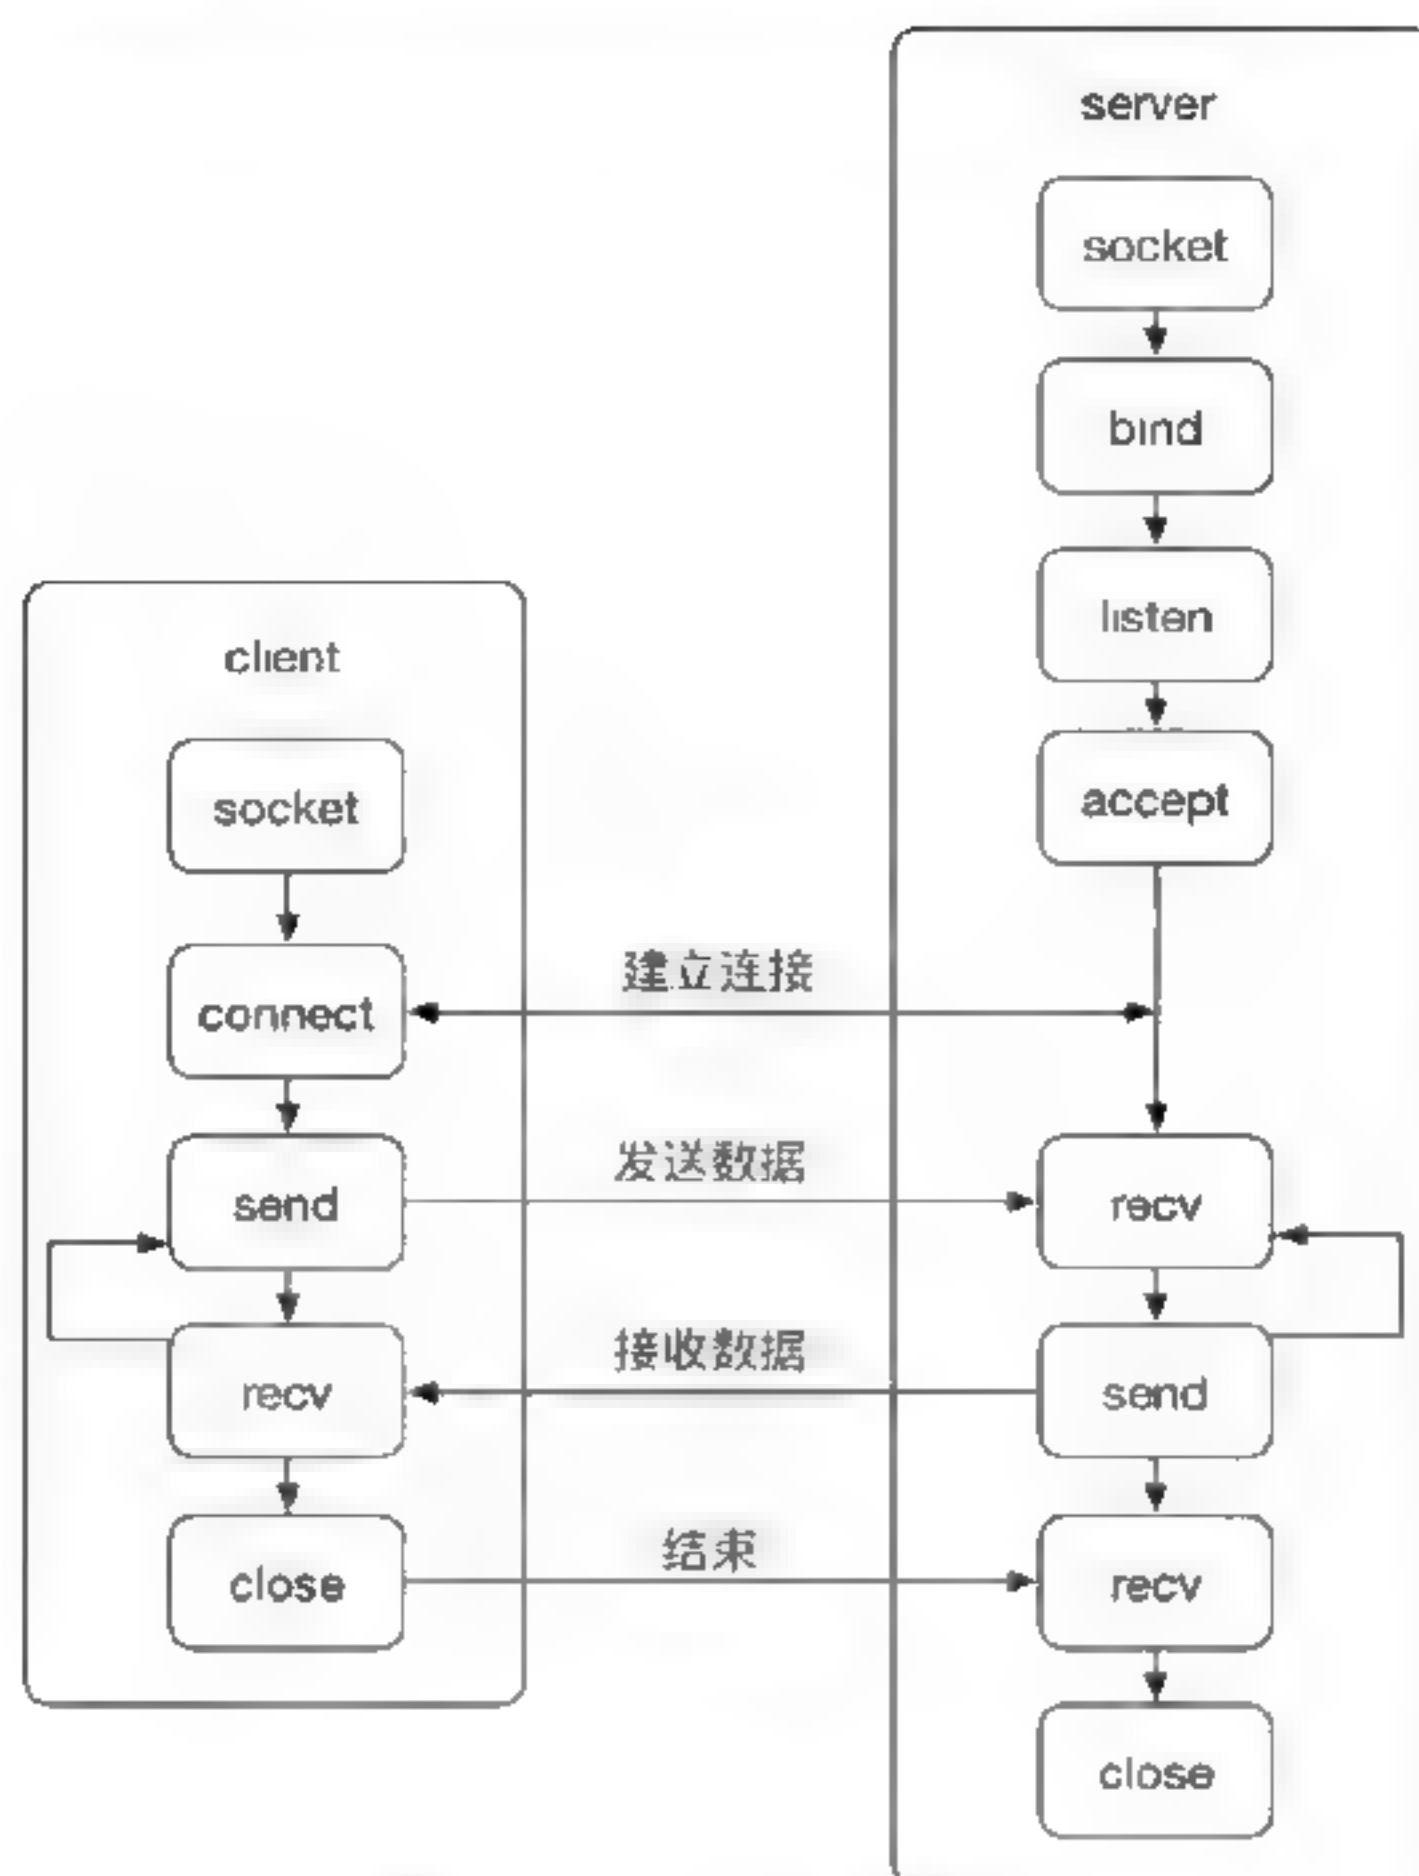 server
socket
bind
listen
accept
client
socket
connect
send
recv
close
建立连接
发送数据
接收数据
结束
recv
send
recv
close